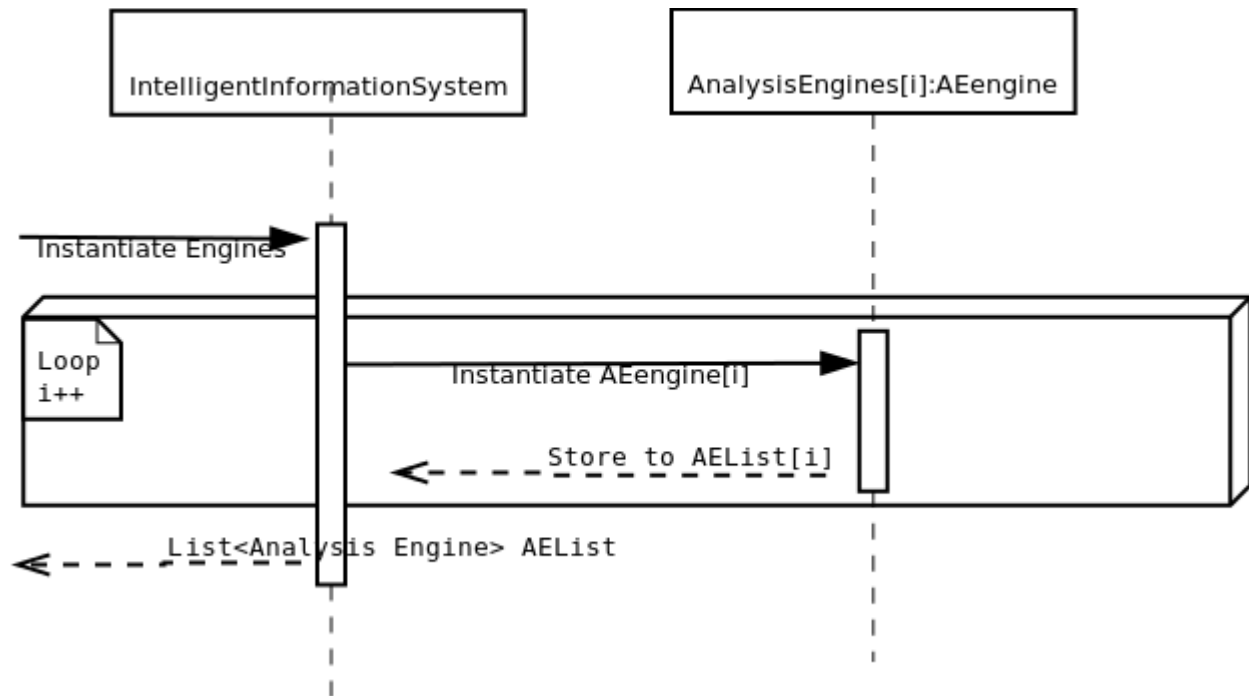 IntelligentInformationSystem
AnalysisEngines[i]:AEengine
Instantiate Engines
Loop
i++
Instantiate AEengine[i]
Store to AEList[i]
List<Analysis Engine> AEList